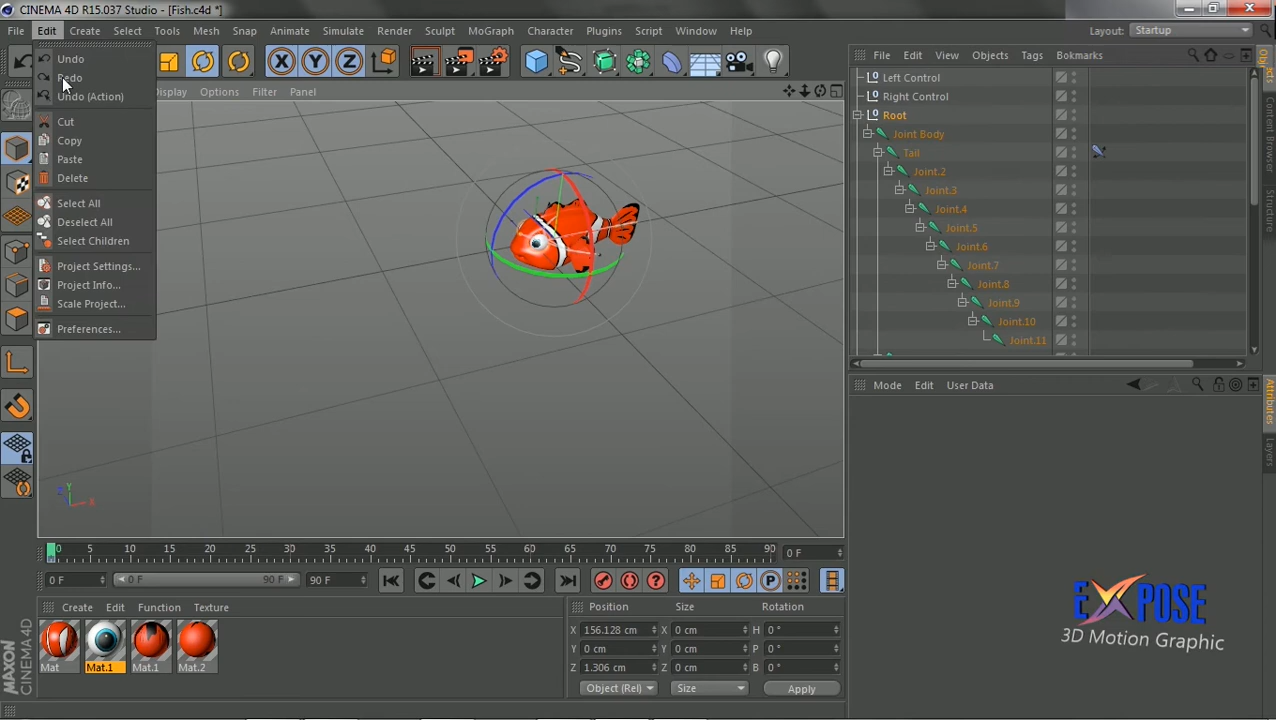 CINEMA 4D R15.037 Studio - [Fish.c4d *]
File Edit Create Select Tools Mesh Snap Animate Simulate Render Sculpt MoGraph Character Plugins Script Window Help
Layout: Startup
Undo
Redo
Undo (Action)
Cut
Copy
Paste
Delete
Select All
Deselect All
Select Children
Project Settings...
Project Info...
Scale Project...
Preferences...
Display Options Filter Panel
X Y Z
File Edit View Objects Tags Bokmarks
Left Control
Right Control
Root
Joint Body
Tail
Joint.2
Joint.3
Joint.4
Joint.5
Joint.6
Joint.7
Joint.8
Joint.9
Joint.10
Joint.11
Content Browser
Structure
Mode Edit User Data
Attributes
Layers
Y
Z X
0 5 10 15 20 25 30 35 40 45 50 55 60 65 70 75 80 85 90
0 F
0 F 0 F 90 F 90 F
P
Create Edit Function Texture
Mat Mat.1 Mat.1 Mat.2
Position Size Rotation
X 156.128 cm X 0 cm H 0 °
Y 0 cm Y 0 cm P 0 °
Z 1.306 cm Z 0 cm B 0 °
Object (Rel) Size Apply
MAXON
CINEMA 4D
EXPOSE
3D Motion Graphic